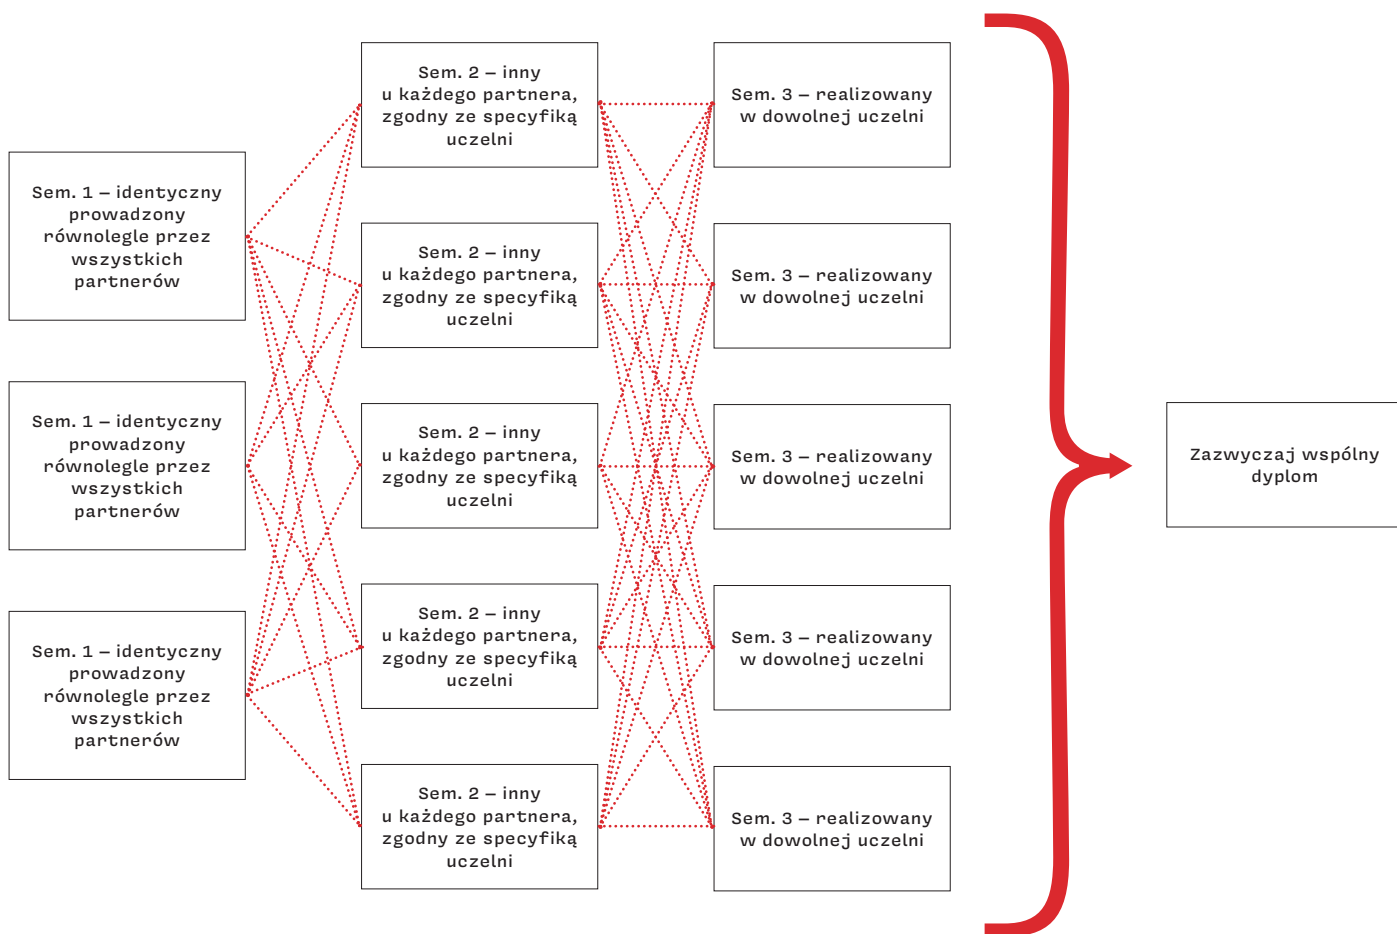 Sem. 1 – identyczny
prowadzony
równolegle przez
wszystkich
partnerów
Sem. 1 – identyczny
prowadzony
równolegle przez
wszystkich
partnerów
Sem. 1 – identyczny
prowadzony
równolegle przez
wszystkich
partnerów
Sem. 2 – inny
u każdego partnera,
zgodny ze specyfiką
uczelni
Sem. 2 – inny
u każdego partnera,
zgodny ze specyfiką
uczelni
Sem. 2 – inny
u każdego partnera,
zgodny ze specyfiką
uczelni
Sem. 2 – inny
u każdego partnera,
zgodny ze specyfiką
uczelni
Sem. 2 – inny
u każdego partnera,
zgodny ze specyfiką
uczelni
Sem. 3 – realizowany
w dowolnej uczelni
Sem. 3 – realizowany
w dowolnej uczelni
Sem. 3 – realizowany
w dowolnej uczelni
Sem. 3 – realizowany
w dowolnej uczelni
Sem. 3 – realizowany
w dowolnej uczelni
Zazwyczaj wspólny
dyplom